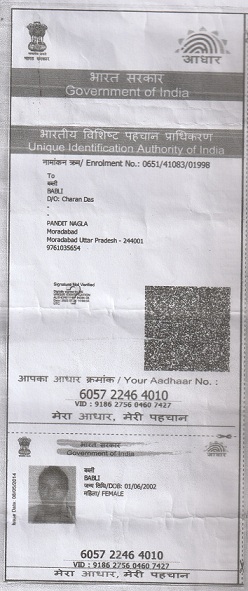 भारत सरकार
आधार
भारत सरकार
Government of India
भारतीय विशिष्ट पहचान प्राधिकरण
Unique Identification Authority of India
नामांकन क्रम/ Enrolment No.: 0651/41083/01998
To
बबली
BABLI
D/O: Charan Das
-
-
PANDIT NAGLA
Moradabad
Moradabad Uttar Pradesh - 244001
9761035654
Signature Not Verified
आपका आधार क्रमांक / Your Aadhaar No. :
6057 2246 4010
VID : 9186 2756 0460 7427
मेरा आधार, मेरी पहचान
भारत सरकार
Government of India
बबली
BABLI
जन्म तिथि/DOB: 01/06/2002
महिला/ FEMALE
6057 2246 4010
VID : 9186 2756 0460 7427
मेरा आधार, मेरी पहचान